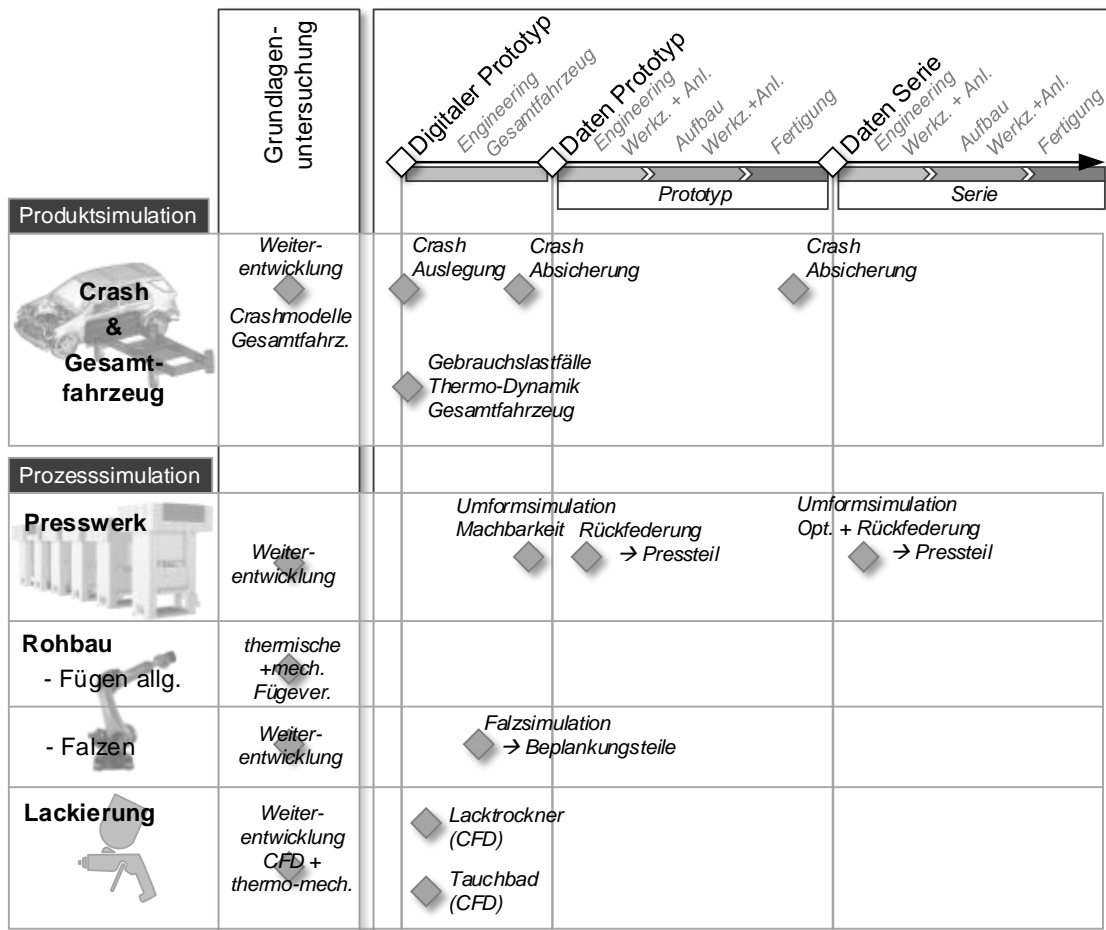 Grundlagen-
untersuchung
Digitaler Prototyp
Engineering
Gesamtfahrzeug
Daten Prototyp
Engineering
Werkz. + Anl.
Aufbau
Werkz.+Anl.
Fertigung
Daten Serie
Engineering
Werkz. + Anl.
Aufbau
Werkz.+Anl.
Fertigung
Prototyp
Serie
Produktsimulation
Crash
&
Gesamt-
fahrzeug
Weiter-
entwicklung
Crashmodelle
Gesamtfahrz.
Crash
Auslegung
Crash
Absicherung
Crash
Absicherung
Gebrauchslastfälle
Thermo-Dynamik
Gesamtfahrzeug
Prozesssimulation
Presswerk
Weiter-
entwicklung
Umformsimulation
Machbarkeit
Rückfederung
→ Pressteil
Umformsimulation
Opt. + Rückfederung
→ Pressteil
Rohbau
- Fügen allg.
thermische
+mech.
Fügever.
- Falzen
Weiter-
entwicklung
Falzsimulation
→ Beplankungsteile
Lackierung
Weiter-
entwicklung
CFD +
thermo-mech.
Lacktrockner
(CFD)
Tauchbad
(CFD)